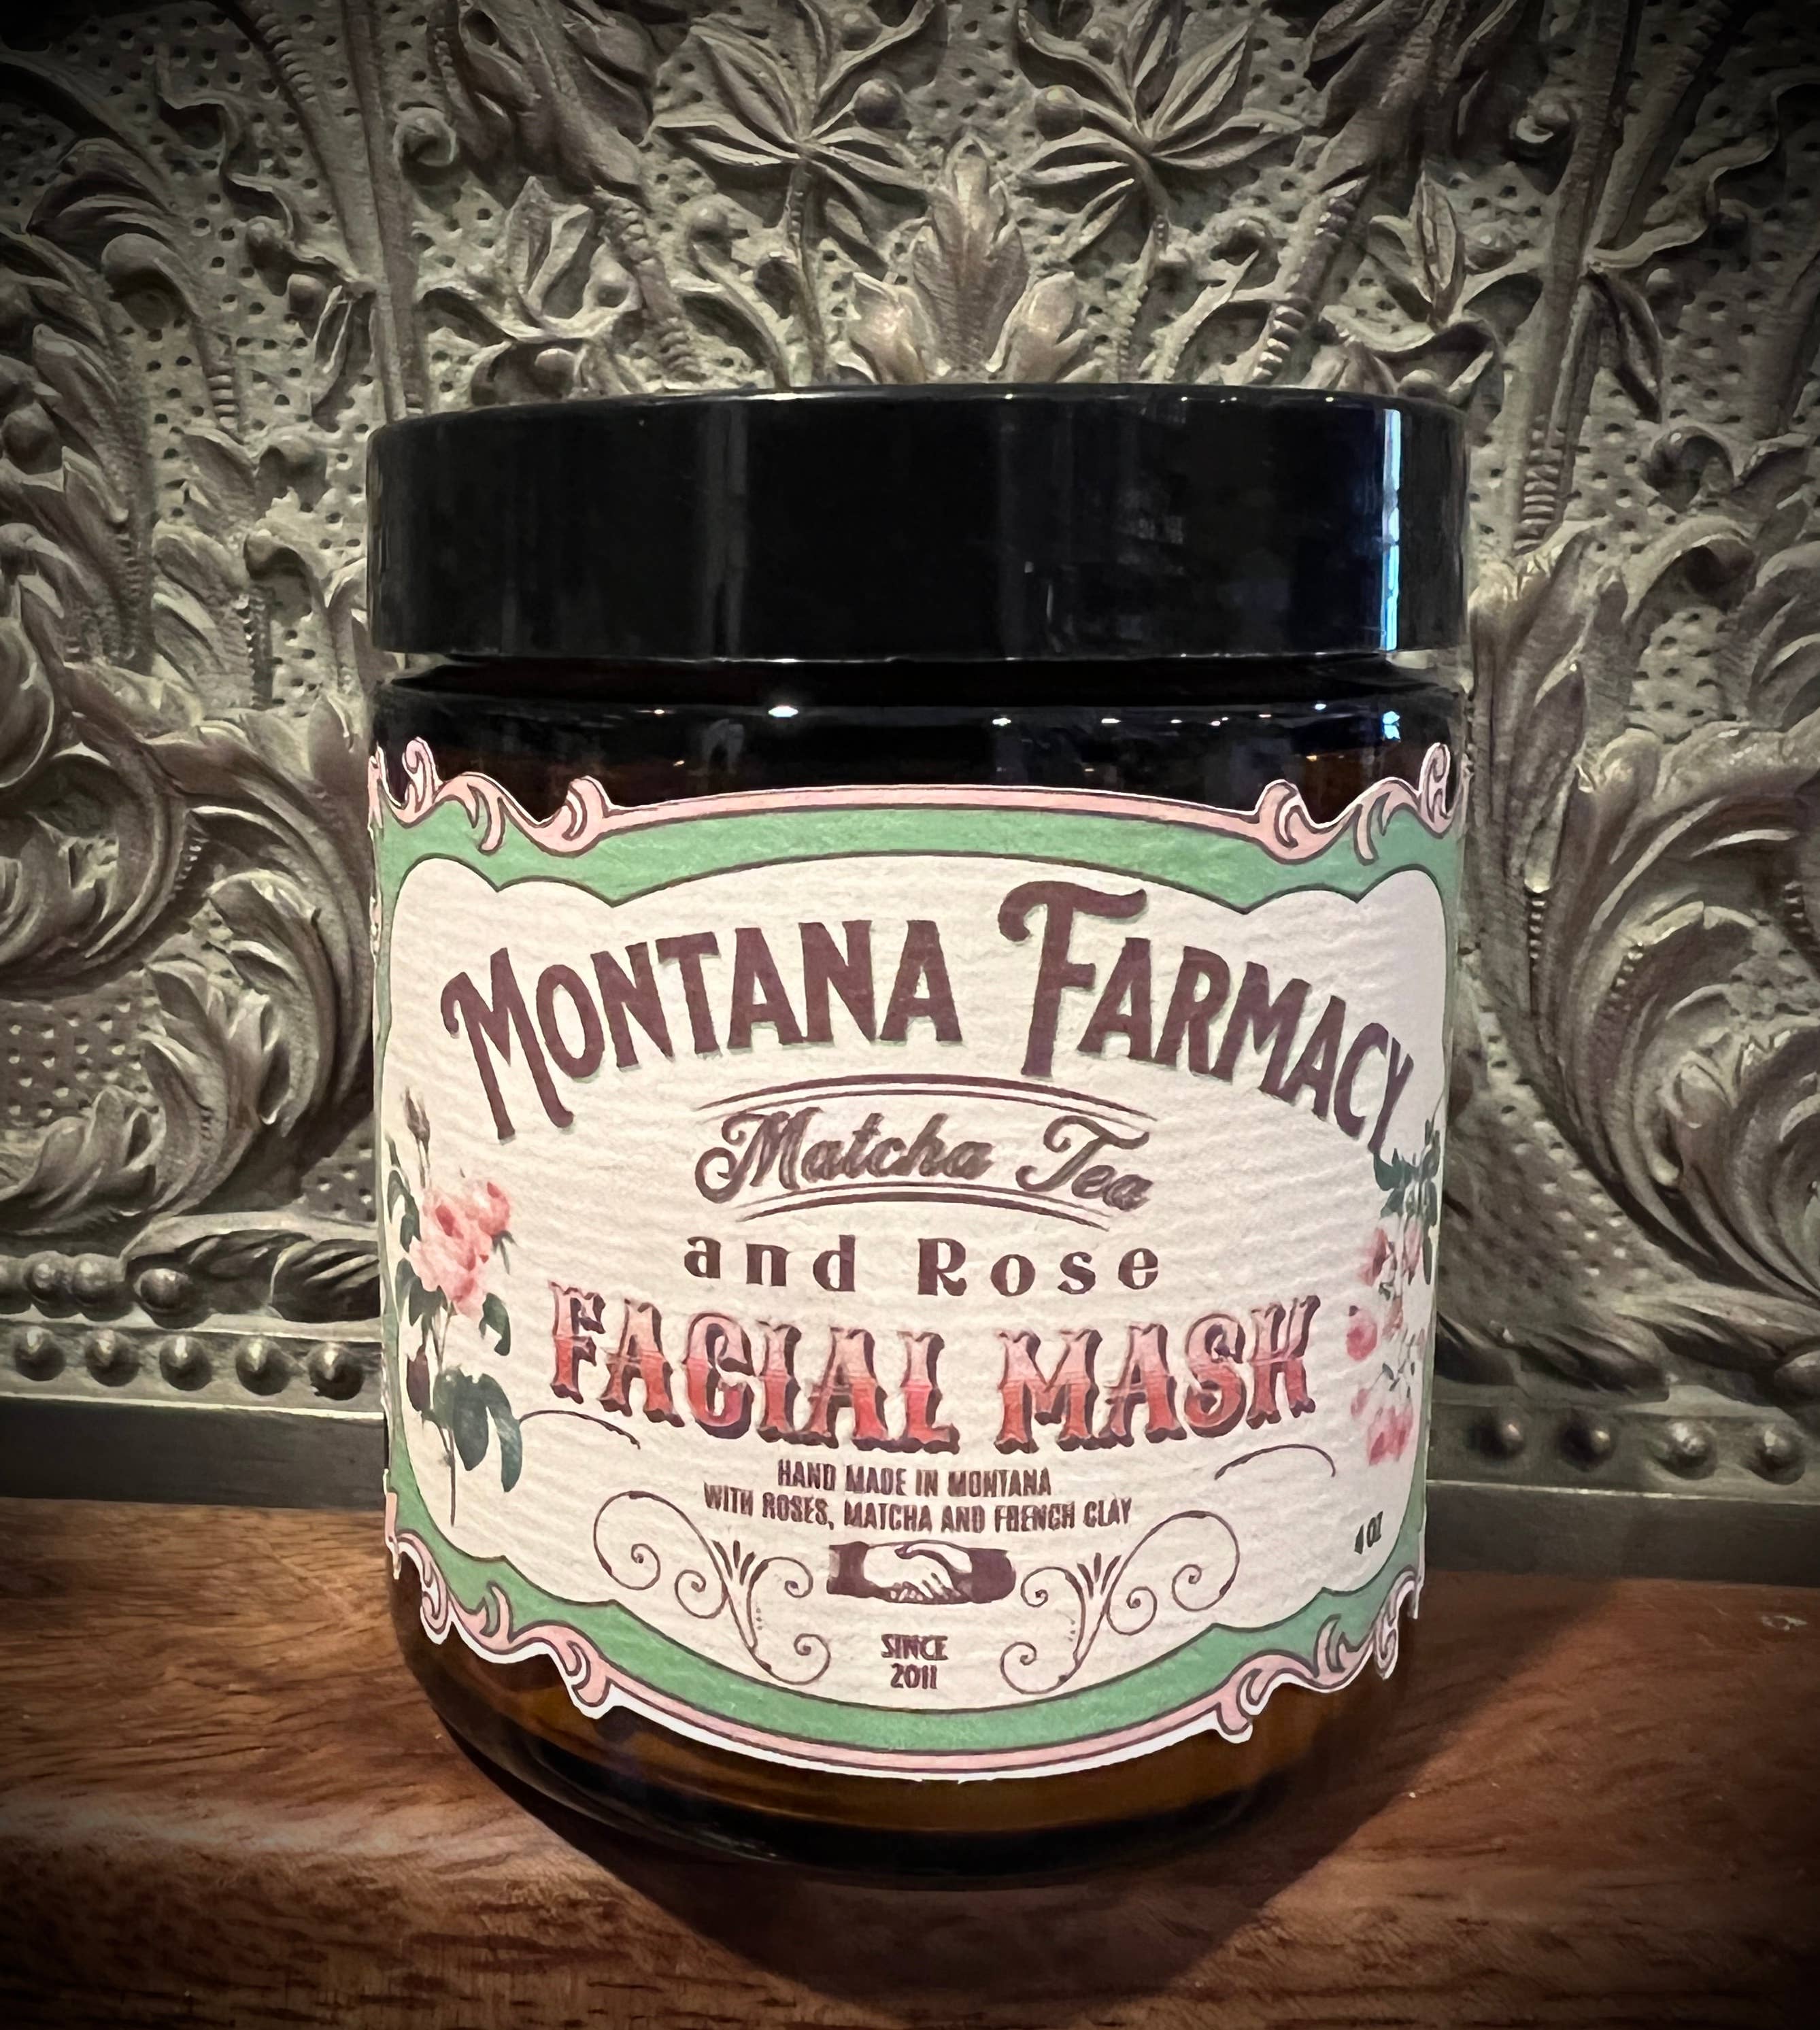 MONTANA FARMACY
Matcha Tea
and Rose
FACIAL MASK
HAND MADE IN MONTANA
WITH ROSES, MATCHA AND FRENCH CLAY
4 OZ
SINCE
2011